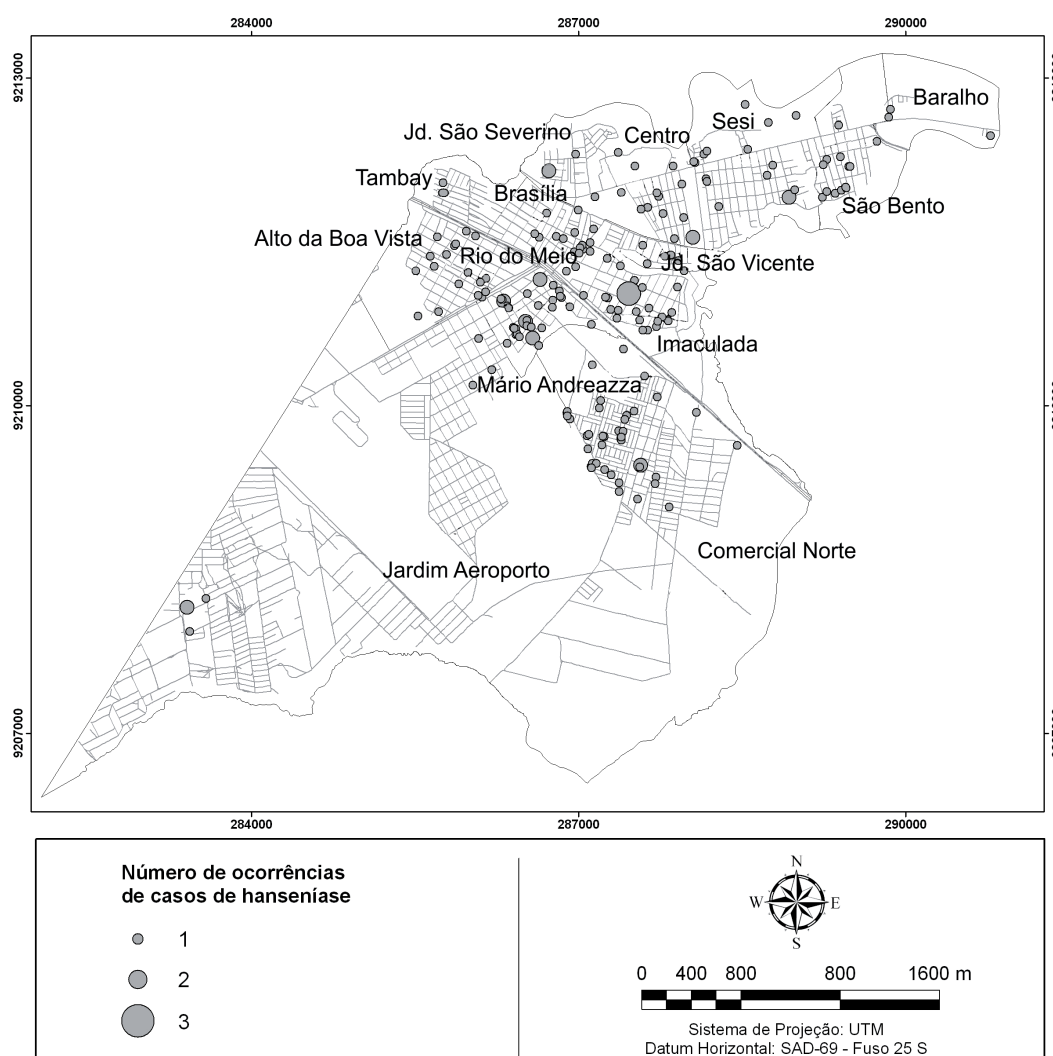 284000 287000 290000
9213000
Baralho
Sesi
Jd. São Severino
Centro
Tambay
Brasília
São Bento
Alto da Boa Vista
Rio do Meio
Jd. São Vicente
Imaculada
Mário Andreazza
9210000
Comercial Norte
Jardim Aeroporto
9207000
284000 287000 290000
Número de ocorrências
de casos de hanseníase
1
2
3
N
W E
S
0 400 800 800 1600 m
Sistema de Projeção: UTM
Datum Horizontal: SAD-69 - Fuso 25 S